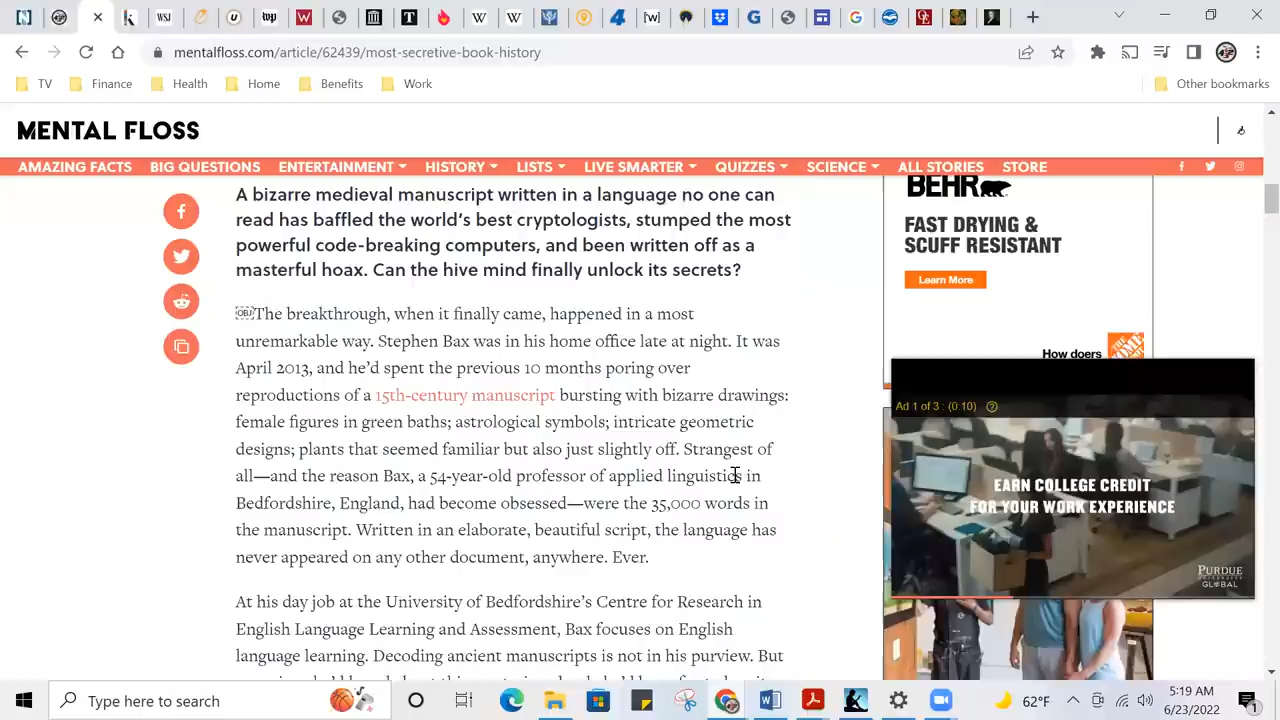 mentalfloss.com/article/62439/most-secretive-book-history
TV
Finance
Health
Home
Benefits
Work
Other bookmarks
MENTAL FLOSS
AMAZING FACTS
BIG QUESTIONS
ENTERTAINMENT
HISTORY
LISTS
LIVE SMARTER
QUIZZES
SCIENCE
ALL STORIES
STORE
A bizarre medieval manuscript written in a language no one can
read has baffled the world's best cryptologists, stumped the most
powerful code-breaking computers, and been written off as a
masterful hoax. Can the hive mind finally unlock its secrets?
OBJ The breakthrough, when it finally came, happened in a most
unremarkable way. Stephen Bax was in his home office late at night. It was
April 2013, and he'd spent the previous 10 months poring over
reproductions of a 15th-century manuscript bursting with bizarre drawings:
female figures in green baths; astrological symbols; intricate geometric
designs; plants that seemed familiar but also just slightly off. Strangest of
all—and the reason Bax, a 54-year-old professor of applied linguistics in
Bedfordshire, England, had become obsessed—were the 35,000 words in
the manuscript. Written in an elaborate, beautiful script, the language has
never appeared on any other document, anywhere. Ever.
At his day job at the University of Bedfordshire's Centre for Research in
English Language Learning and Assessment, Bax focuses on English
language learning. Decoding ancient manuscripts is not in his purview. But
BEHR
FAST DRYING &
SCUFF RESISTANT
Learn More
How doers
Ad 1 of 3 : (0:10)
EARN COLLEGE CREDIT
FOR YOUR WORK EXPERIENCE
PURDUE
UNIVERSITY
GLOBAL
Type here to search
62°F
5:19 AM
6/23/2022
1